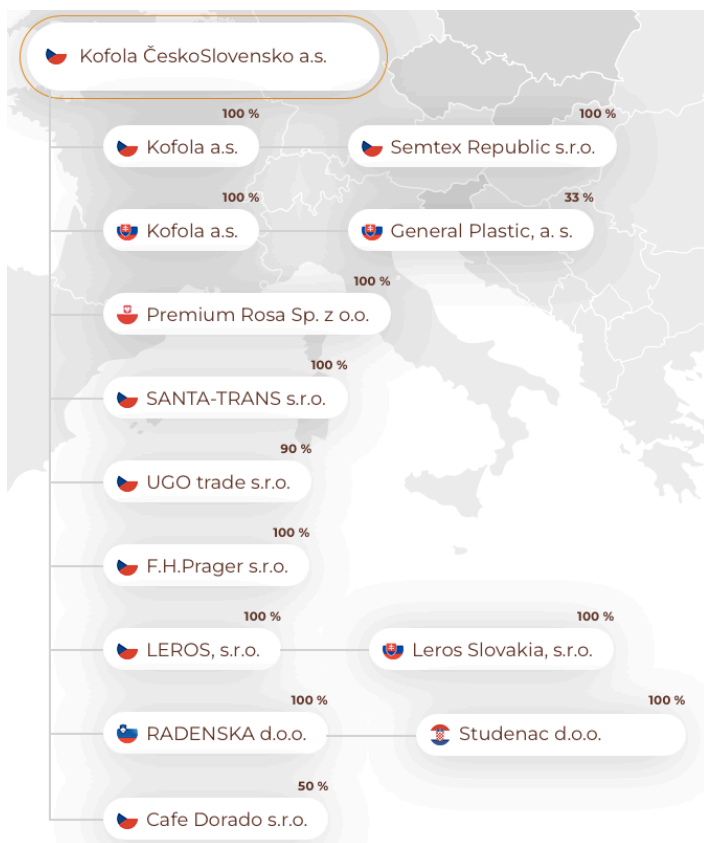 Kofola ČeskoSlovensko a.s.
100 % 100 %
Kofola a.s. Semtex Republic s.r.o.
100 % 33 %
Kofola a.s. General Plastic, a. s.
100 %
Premium Rosa Sp. z o.o.
100 %
SANTA-TRANS s.r.o.
90 %
UGO trade s.r.o.
100 %
F.H.Prager s.r.o.
100 % 100 %
LEROS, s.r.o. Leros Slovakia, s.r.o.
100 % 100 %
RADENSKA d.o.o. Studenac d.o.o.
50 %
Cafe Dorado s.r.o.